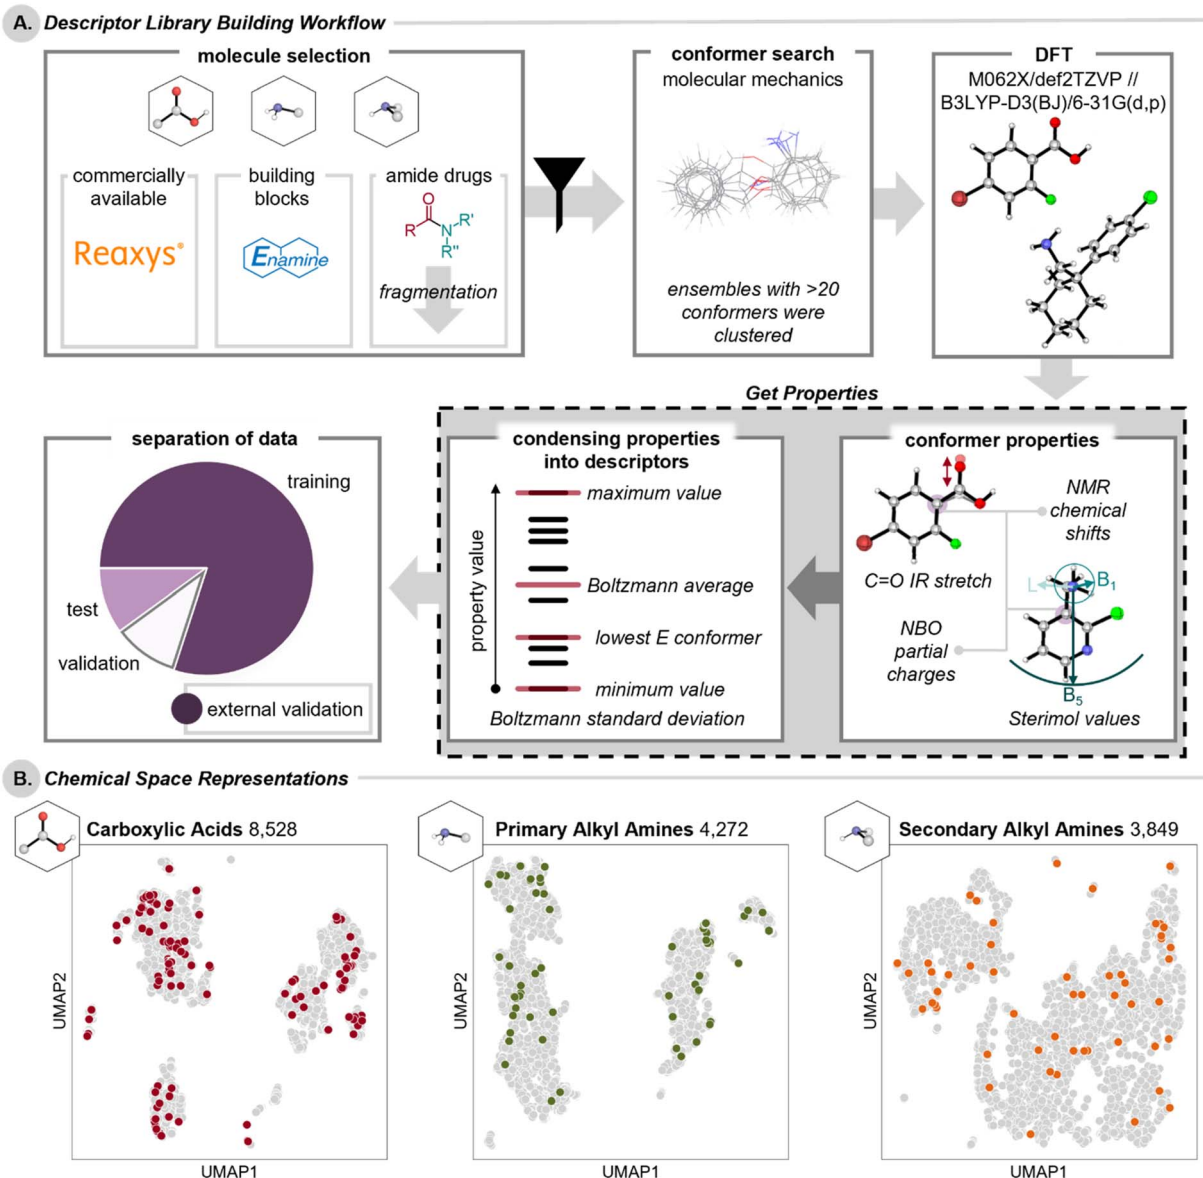 A. Descriptor Library Building Workflow
molecule selection
commercially
available
Reaxys®
building
blocks
Enamine
amide drugs
O
R
N
R'
R"
fragmentation
conformer search
molecular mechanics
ensembles with >20
conformers were
clustered
DFT
M062X/def2TZVP //
B3LYP-D3(BJ)/6-31G(d,p)
Get Properties
conformer properties
NMR
chemical
shifts
C=O IR stretch
L
B1
NBO
partial
charges
B5
Sterimol values
condensing properties
into descriptors
property value
maximum value
Boltzmann average
lowest E conformer
minimum value
Boltzmann standard deviation
separation of data
training
test
validation
external validation
B. Chemical Space Representations
Carboxylic Acids 8,528
UMAP2
UMAP1
Primary Alkyl Amines 4,272
UMAP2
UMAP1
Secondary Alkyl Amines 3,849
UMAP2
UMAP1